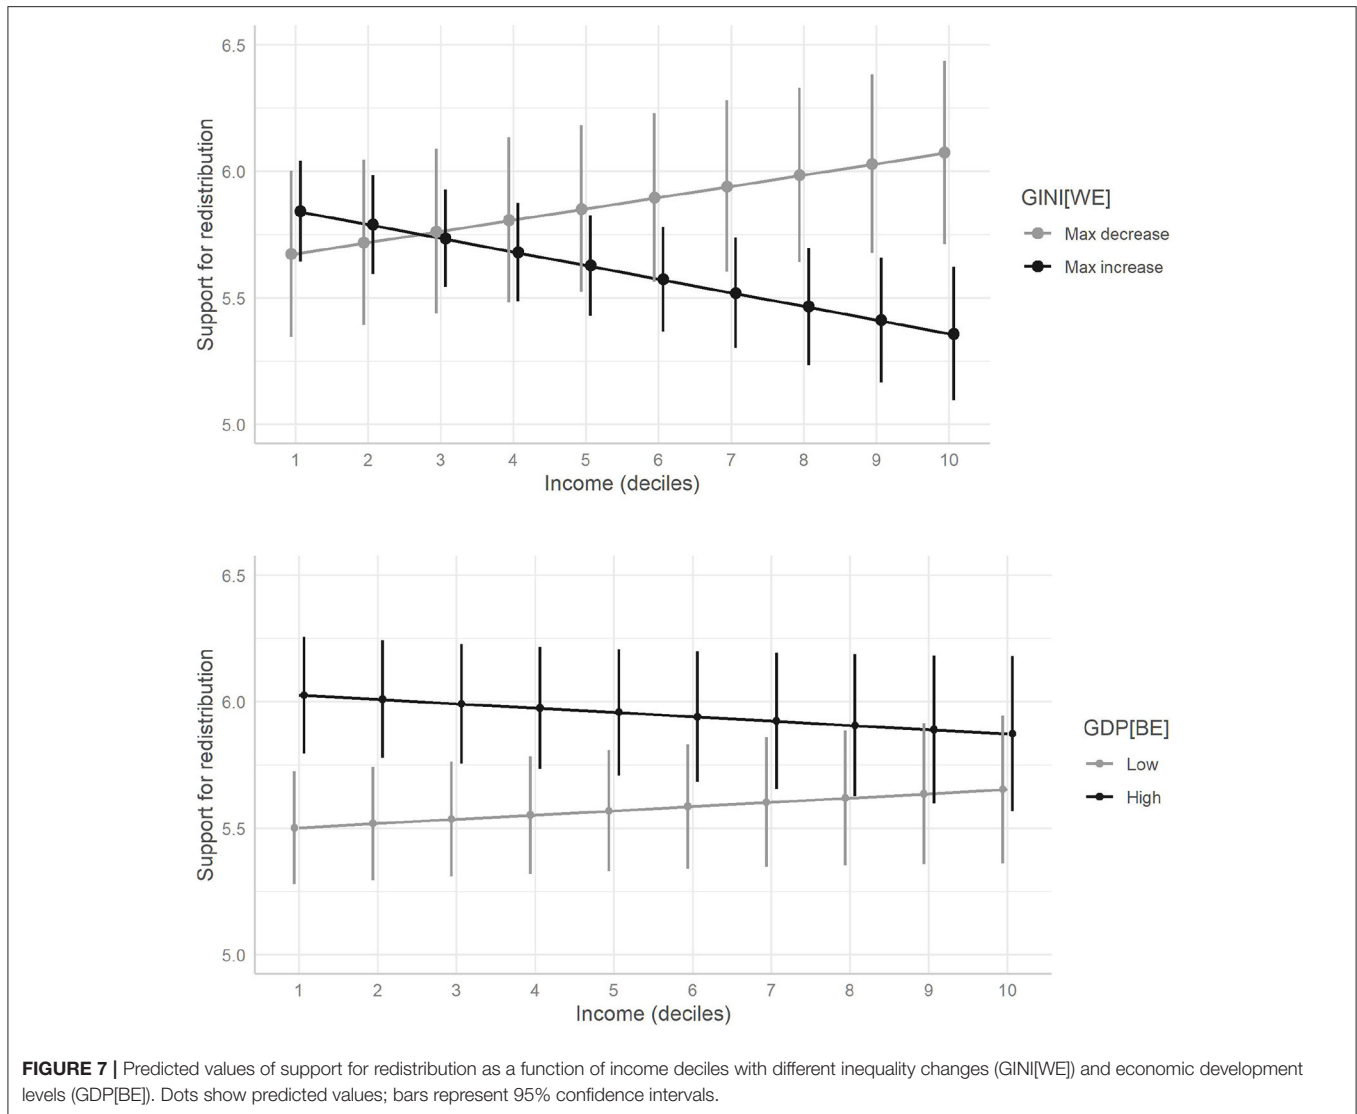 6.5
6.0
5.5
5.0
Support for redistribution
1 2 3 4 5 6 7 8 9 10
Income (deciles)
GINI[WE]
Max decrease
Max increase
6.5
6.0
5.5
5.0
Support for redistribution
1 2 3 4 5 6 7 8 9 10
Income (deciles)
GDP[BE]
Low
High
FIGURE 7 | Predicted values of support for redistribution as a function of income deciles with different inequality changes (GINI[WE]) and economic development
levels (GDP[BE]). Dots show predicted values; bars represent 95% confidence intervals.